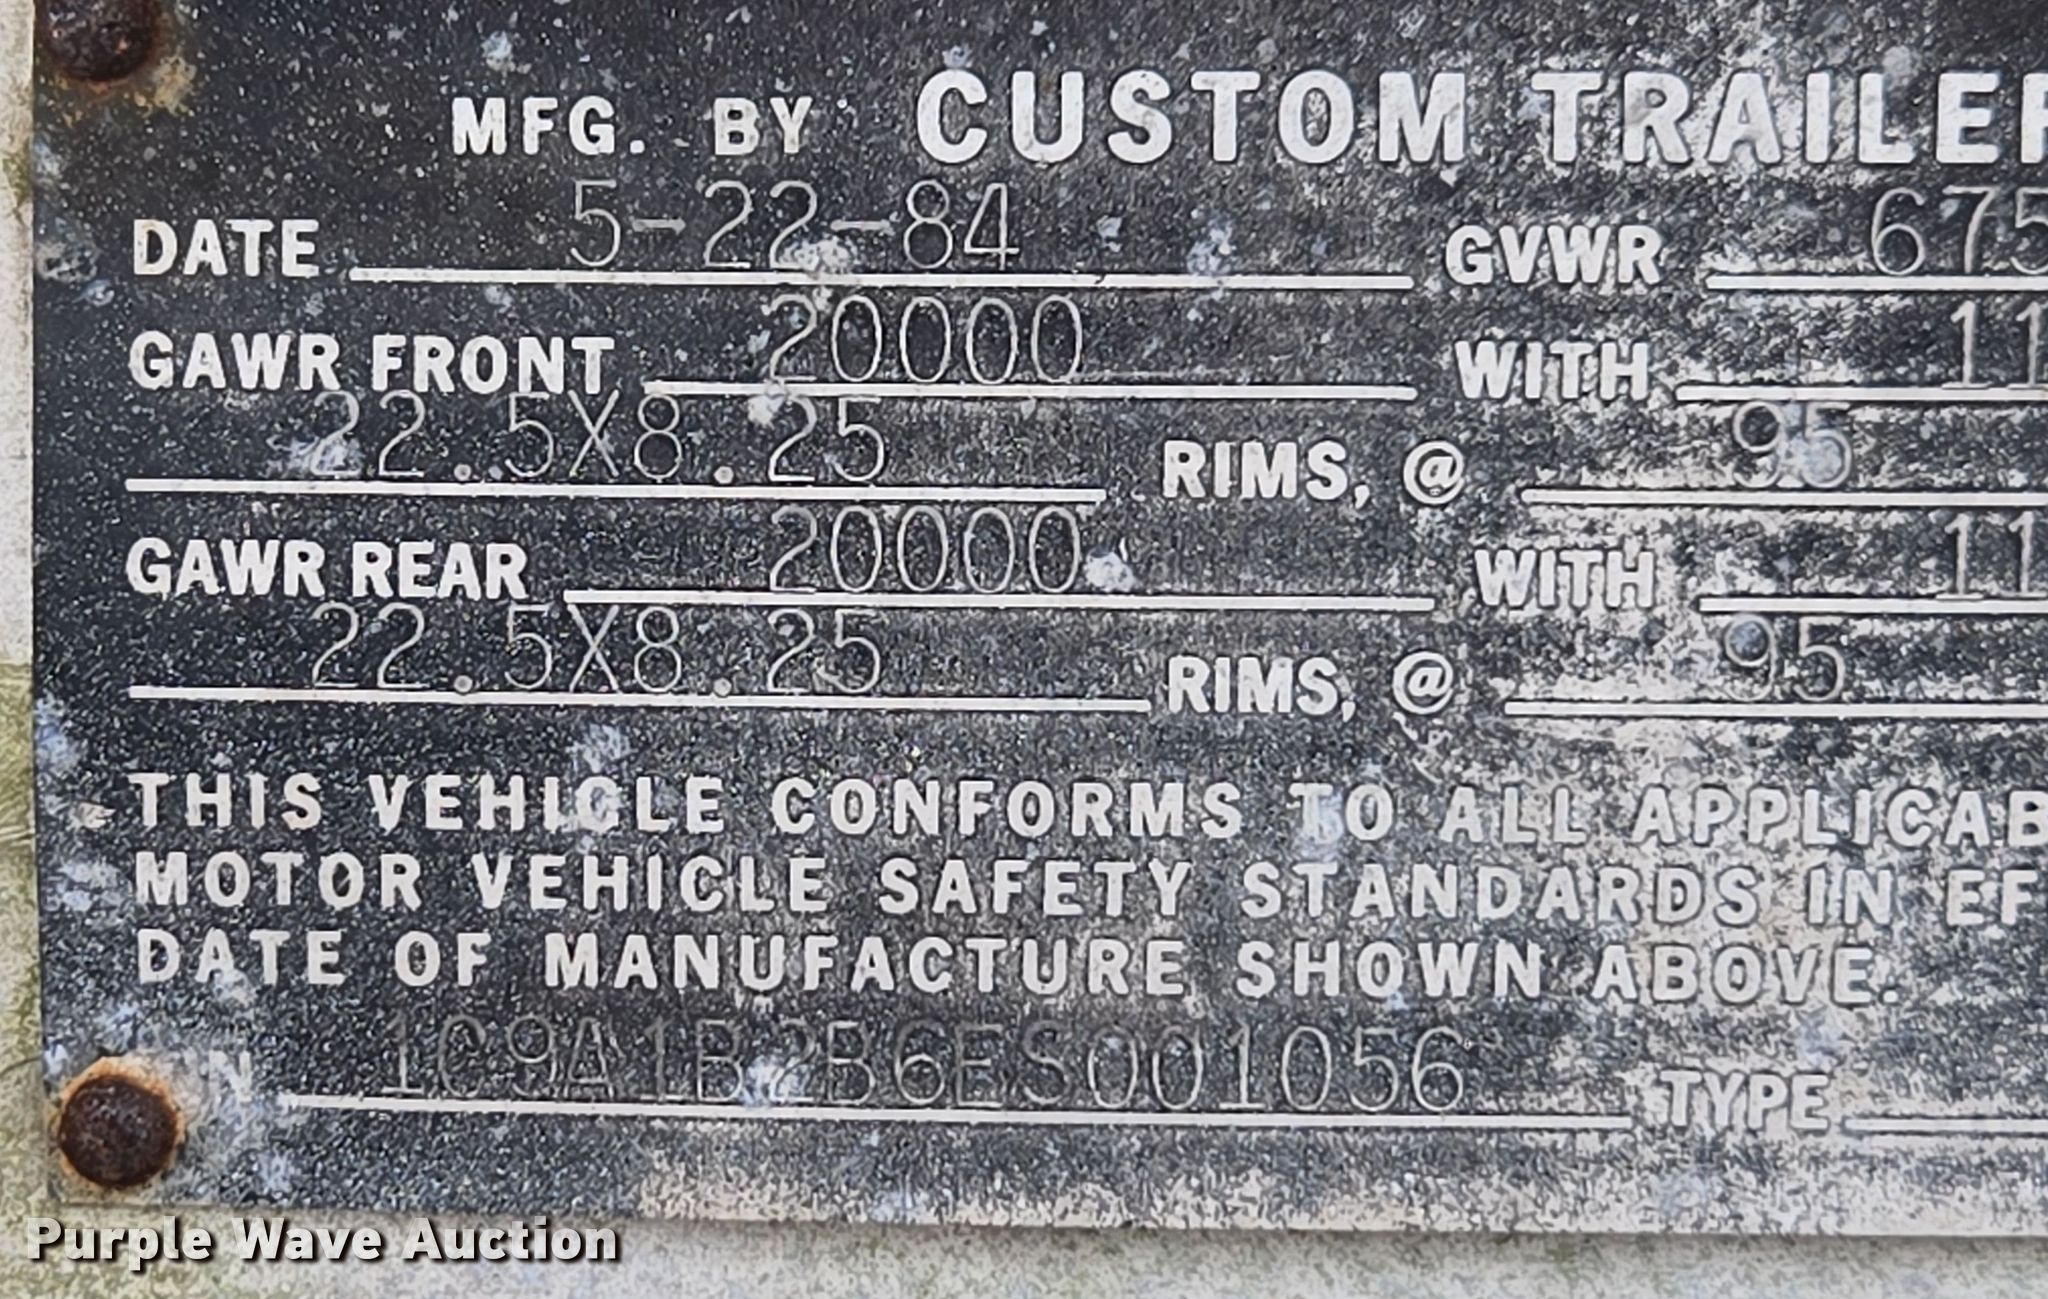 MFG. BY CUSTOM TRAILER
DATE 5-22-84 GVWR 675
GAWR FRONT 20000 WITH 11
22.5X8.25 RIMS, @ 95
GAWR REAR 20000 WITH 11
22.5X8.25 RIMS, @ 95
THIS VEHICLE CONFORMS TO ALL APPLICAB
MOTOR VEHICLE SAFETY STANDARDS IN EF
DATE OF MANUFACTURE SHOWN ABOVE.
1C9A1B2B6ES001056 TYPE
Purple Wave Auction